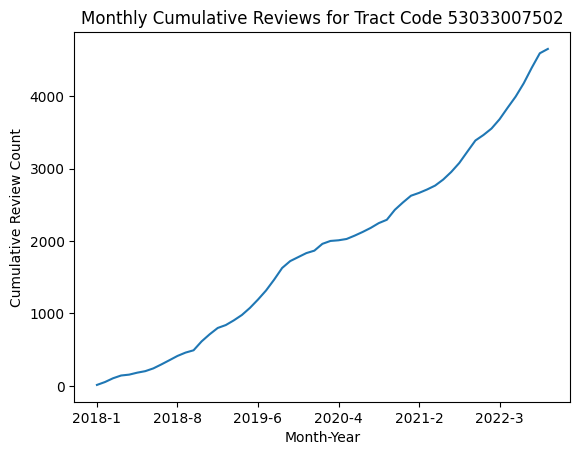 Monthly Cumulative Reviews for Tract Code 53033007502
Cumulative Review Count
4000
3000
2000
1000
0
2018-1 2018-8 2019-6 2020-4 2021-2 2022-3
Month-Year